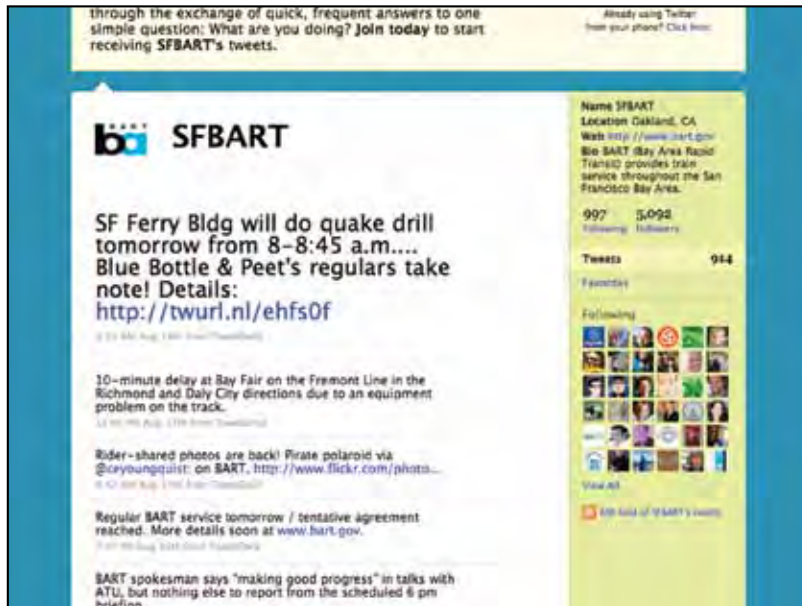 through the exchange of quick, frequent answers to one
simple question: What are you doing? Join today to start
receiving SFBART's tweets.
Already using Twitter
from your phone? Click here.
BART
ba
SFBART
SF Ferry Bldg will do quake drill
tomorrow from 8-8:45 a.m....
Blue Bottle & Peet's regulars take
note! Details:
http://twurl.nl/ehfs0f
10-minute delay at Bay Fair on the Fremont Line in the
Richmond and Daly City directions due to an equipment
problem on the track.
Rider-shared photos are back! Pirate polaroid via
@ceyoungquist: on BART, http://www.flickr.com/photo...
Regular BART service tomorrow / tentative agreement
reached. More details soon at www.bart.gov.
BART spokesman says "making good progress" in talks with
ATU, but nothing else to report from the scheduled 6 pm
briefing
Name SFBART
Location Oakland, CA
Web http://www.bart.gov
Bio BART (Bay Area Rapid
Transit) provides train
service throughout the San
Francisco Bay Area.
997 5,092
Following Followers
Tweets 914
Favorites
Following
View All
RSS feed of SFBART's tweets